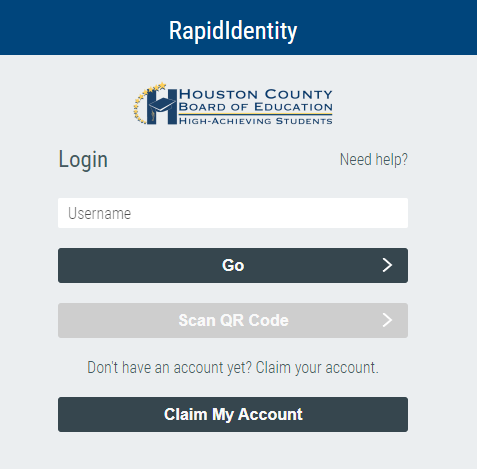 RapidIdentity
HOUSTON COUNTY
BOARD OF EDUCATION
HIGH-ACHIEVING STUDENTS
Login
Need help?
Username
Go
Scan QR Code
Don't have an account yet? Claim your account.
Claim My Account